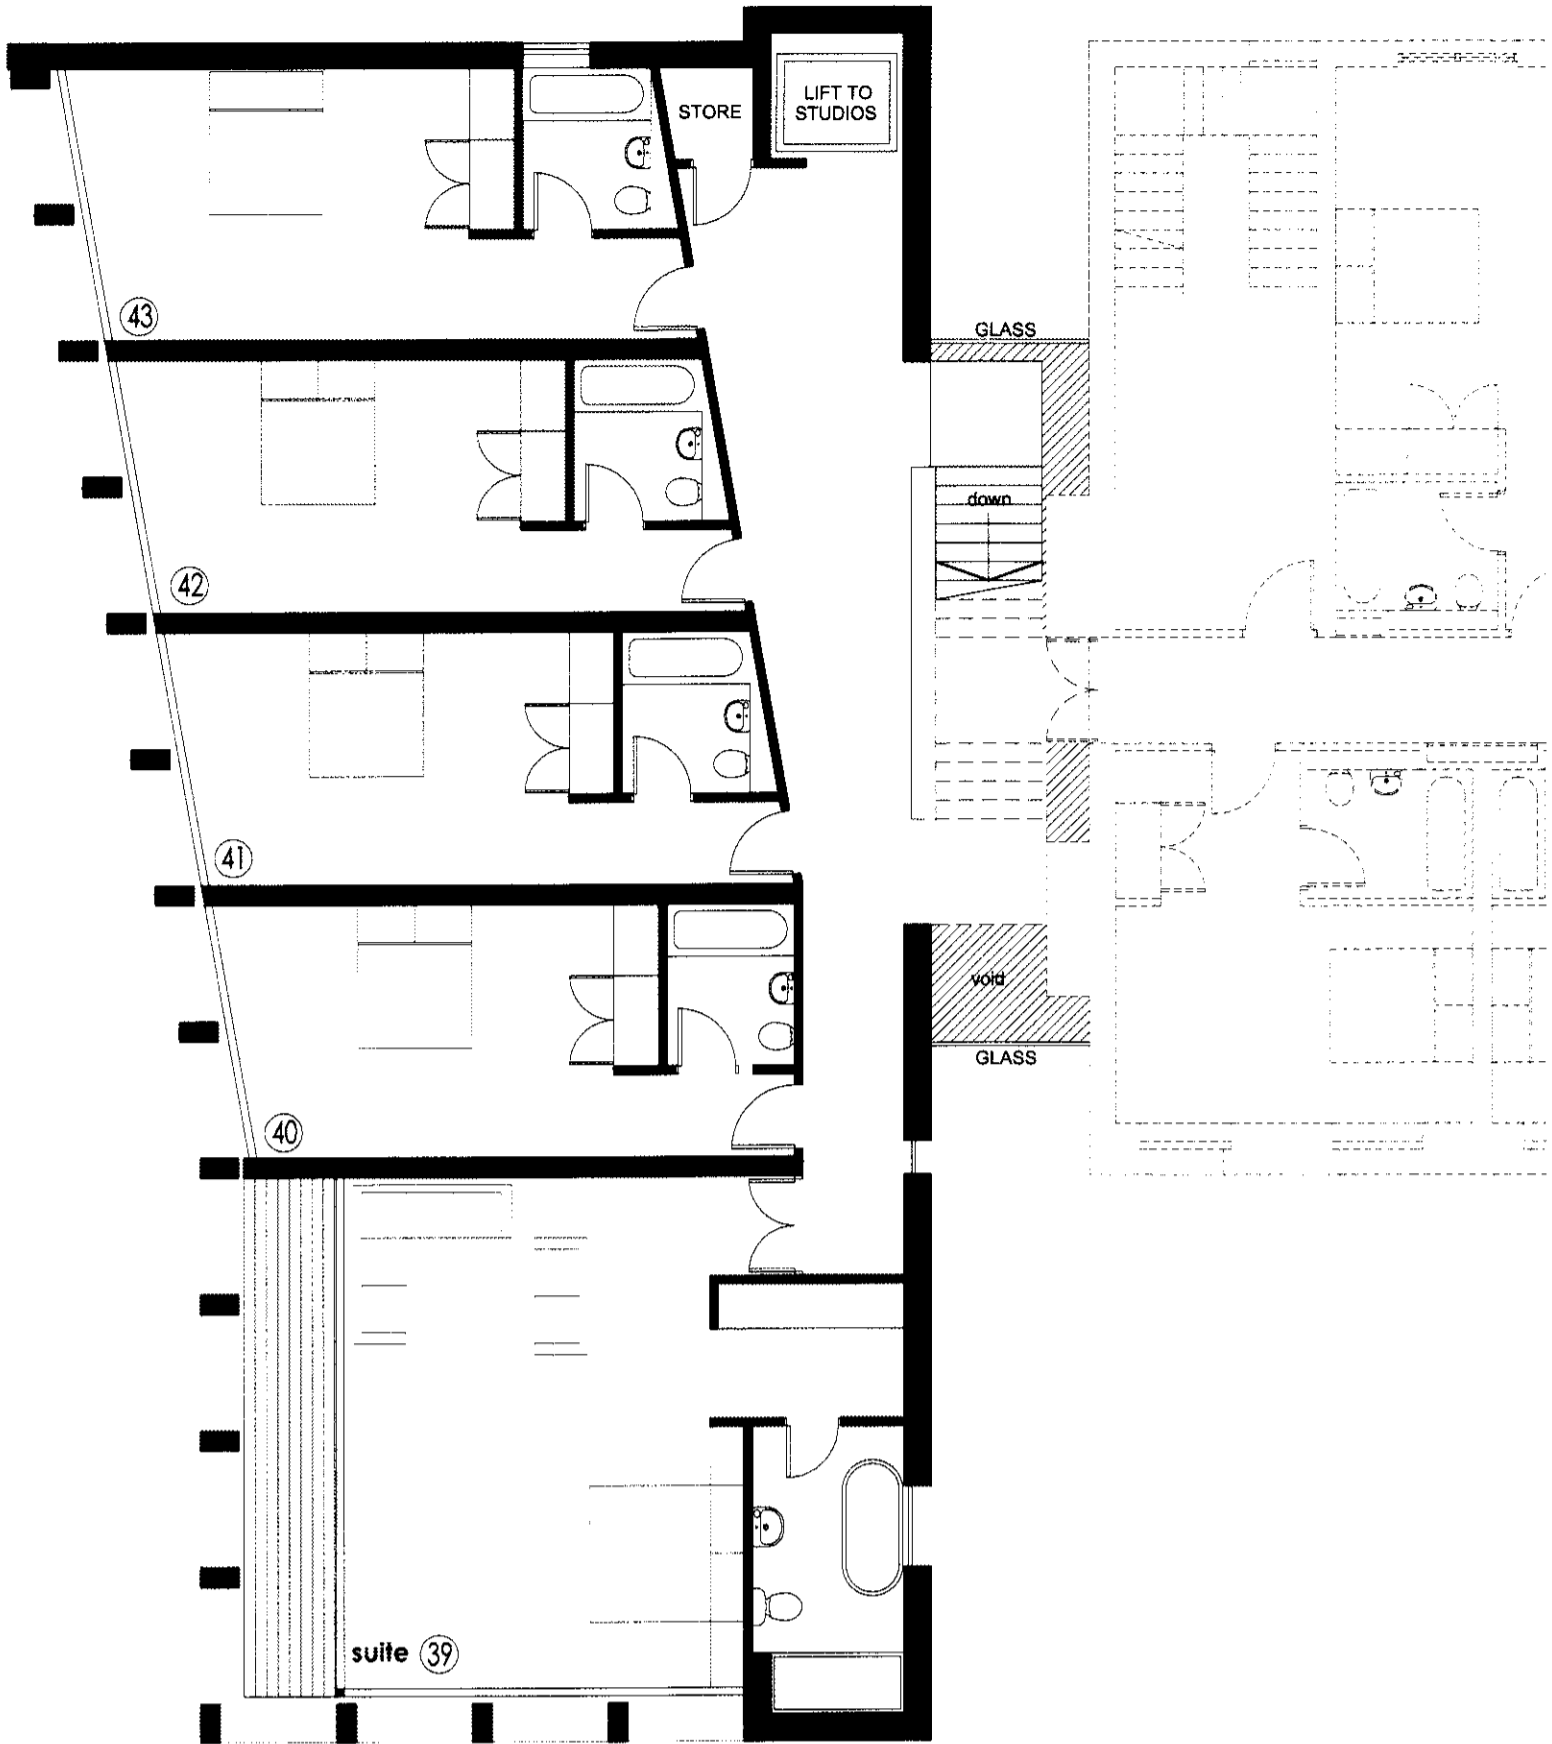 STORE
LIFT TO
STUDIOS
43
GLASS
down
42
41
void
GLASS
40
suite 39